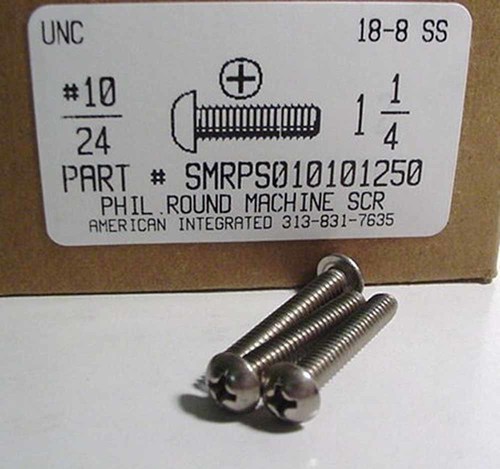 UNC 18-8 SS
#10
24
1 1/4
PART # SMRPS010101250
PHIL.ROUND MACHINE SCR
AMERICAN INTEGRATED 313-831-7635